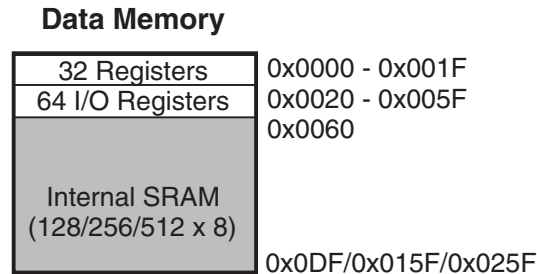 Data Memory
32 Registers 0x0000 - 0x001F
64 I/O Registers 0x0020 - 0x005F
0x0060
Internal SRAM
(128/256/512 x 8)
0x0DF/0x015F/0x025F